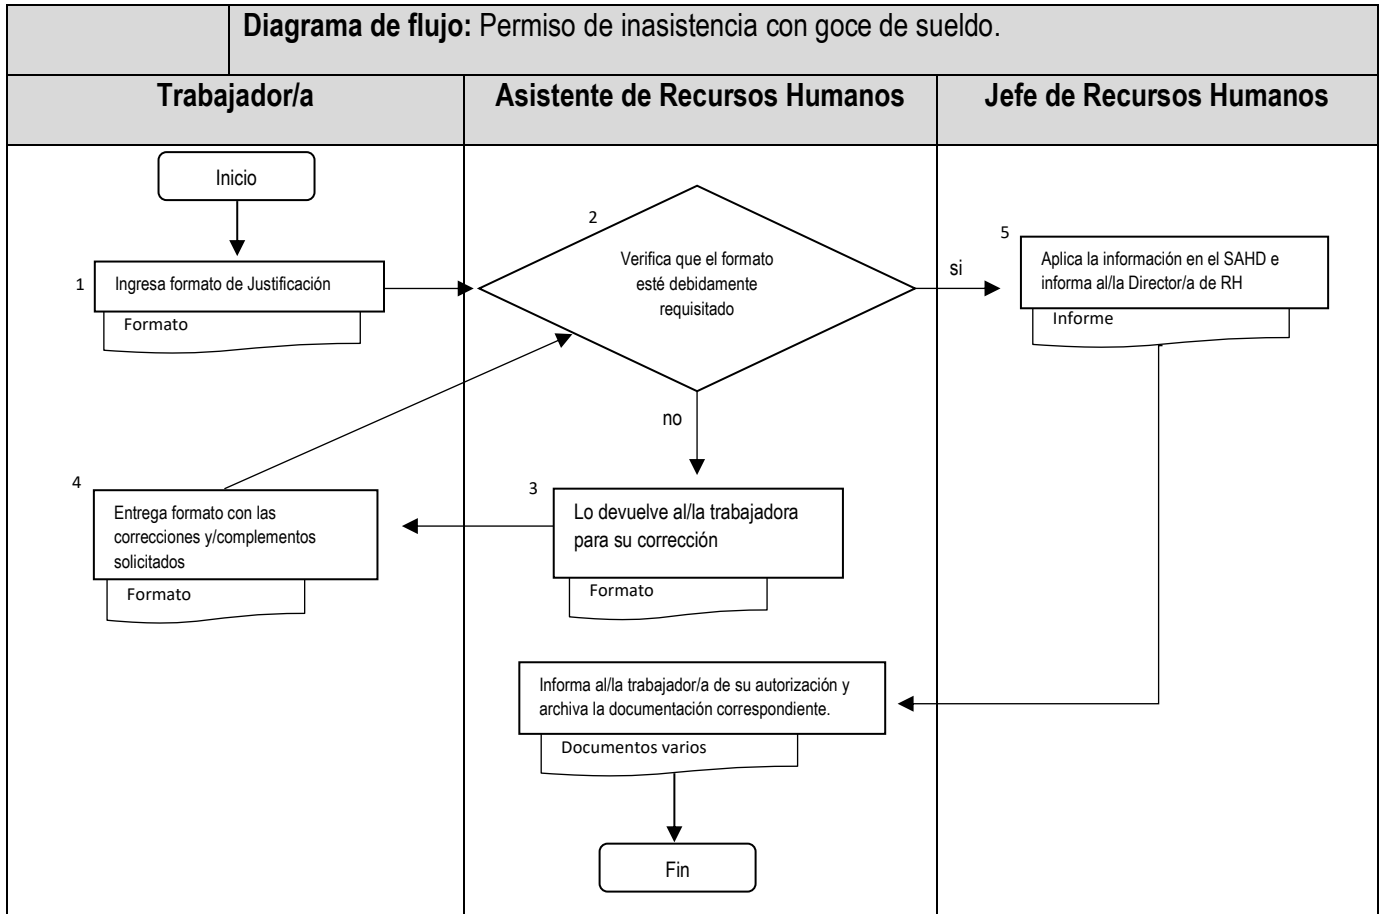 Diagrama de flujo: Permiso de inasistencia con goce de sueldo.
Trabajador/a
Asistente de Recursos Humanos
Jefe de Recursos Humanos
Inicio
1
Ingresa formato de Justificación
Formato
2
Verifica que el formato
esté debidamente
requisitado
si
no
5
Aplica la información en el SAHD e
informa al/la Director/a de RH
Informe
3
Lo devuelve al/la trabajadora
para su corrección
Formato
4
Entrega formato con las
correcciones y/complementos
solicitados
Formato
Informa al/la trabajador/a de su autorización y
archiva la documentación correspondiente.
Documentos varios
Fin